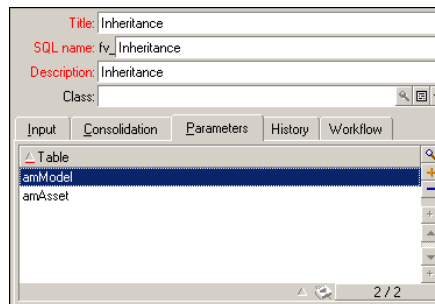 Title: Inheritance
SQL name: fv_ Inheritance
Description: Inheritance
Class:
Input Consolidation Parameters History Workflow
Table
amModel
amAsset
2 / 2